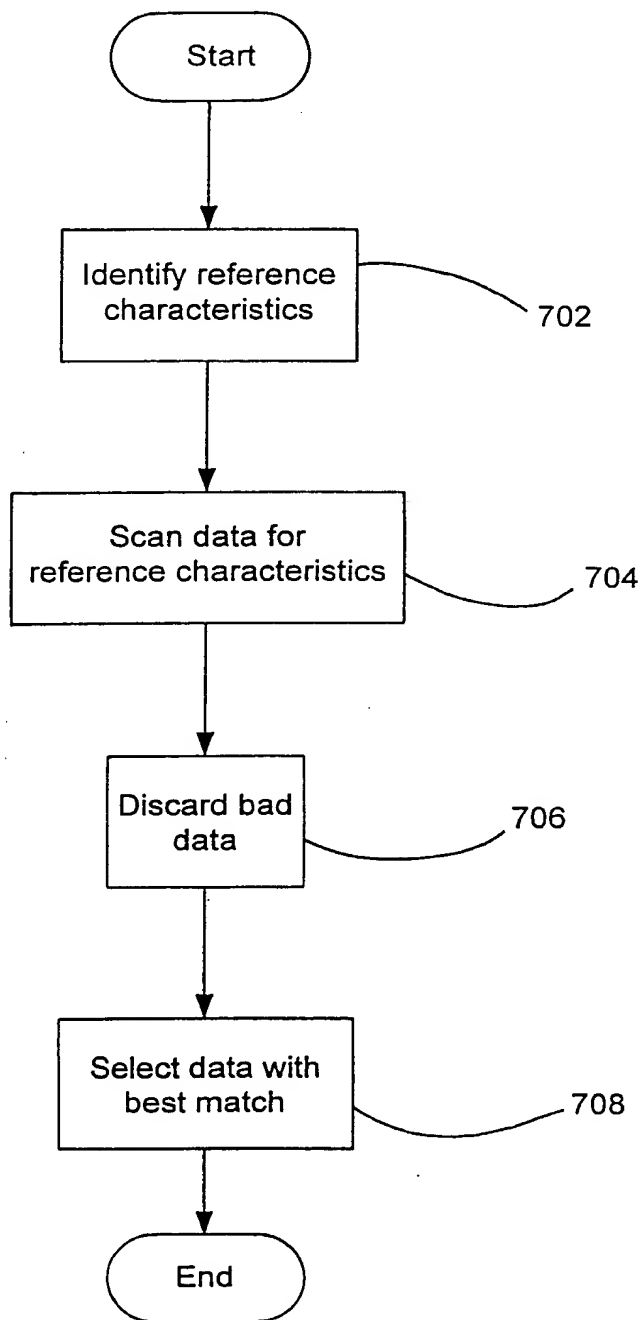 Start
Identify reference
characteristics
702
Scan data for
reference characteristics
704
Discard bad
data
706
Select data with
best match
708
End